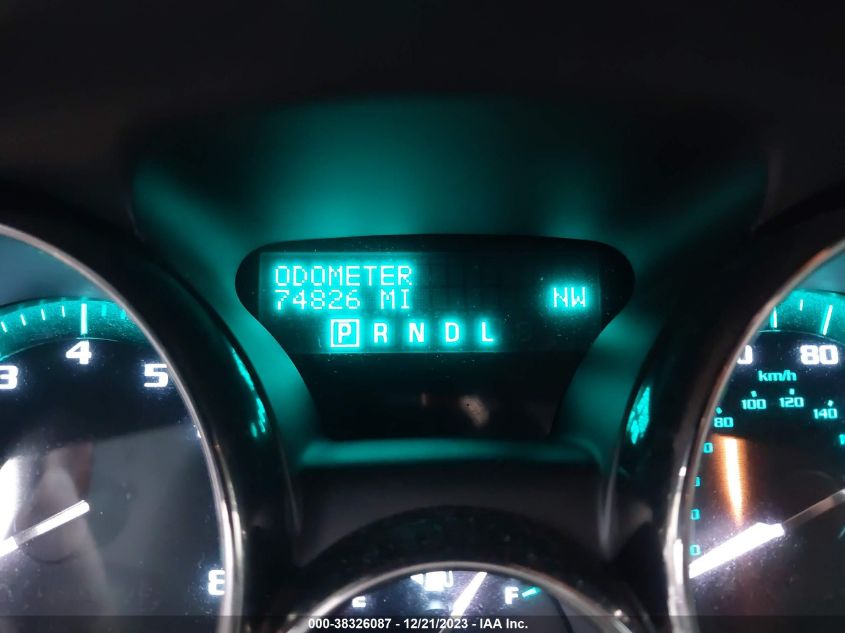 ODOMETER
74826 MI NW
P R N D L
4
3 5
8
80
km/h
80 100 120 140
F
000-38326087 - 12/21/2023 - IAA Inc.